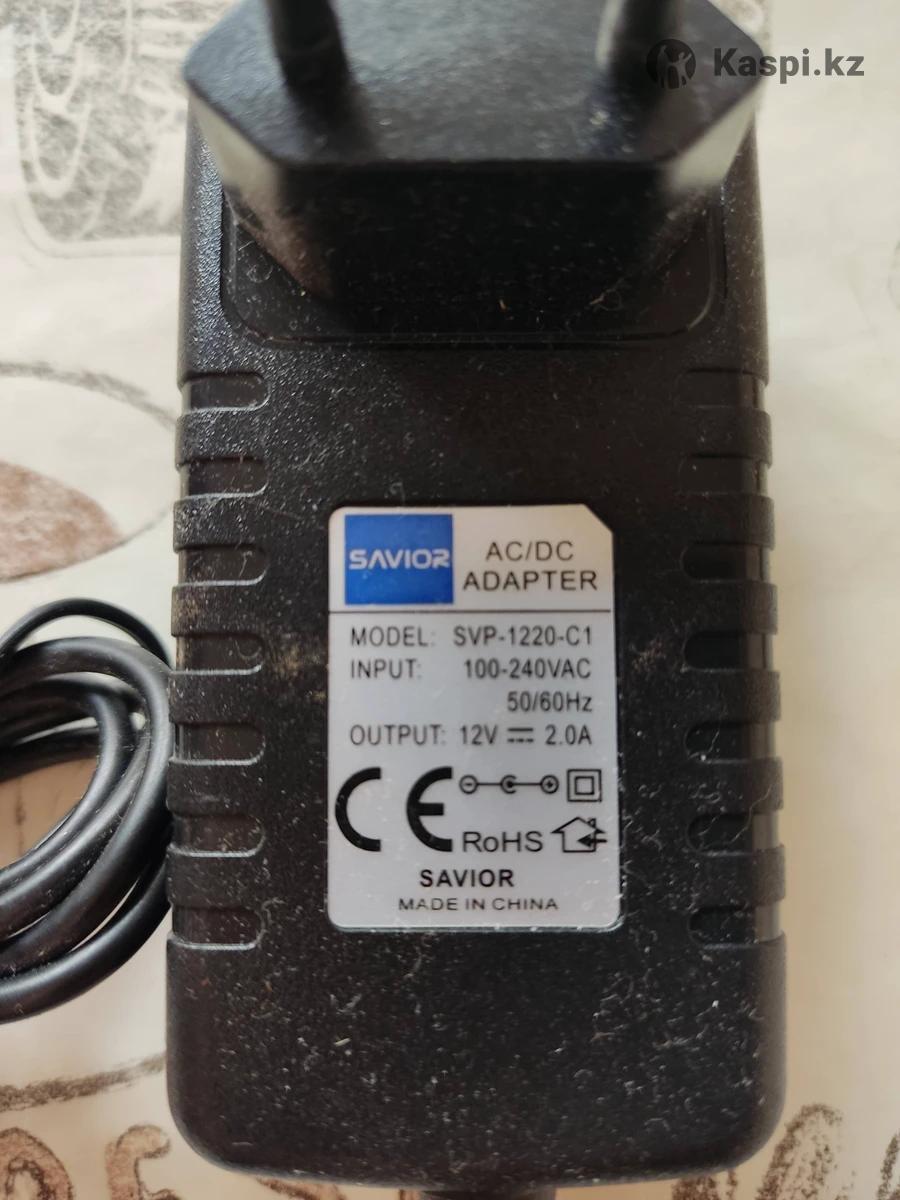 Kaspi.kz
SAVIOR
AC/DC
ADAPTER
MODEL: SVP-1220-C1
INPUT: 100-240VAC
50/60Hz
OUTPUT: 12V ⎓ 2.0A
CE
RoHS
SAVIOR
MADE IN CHINA